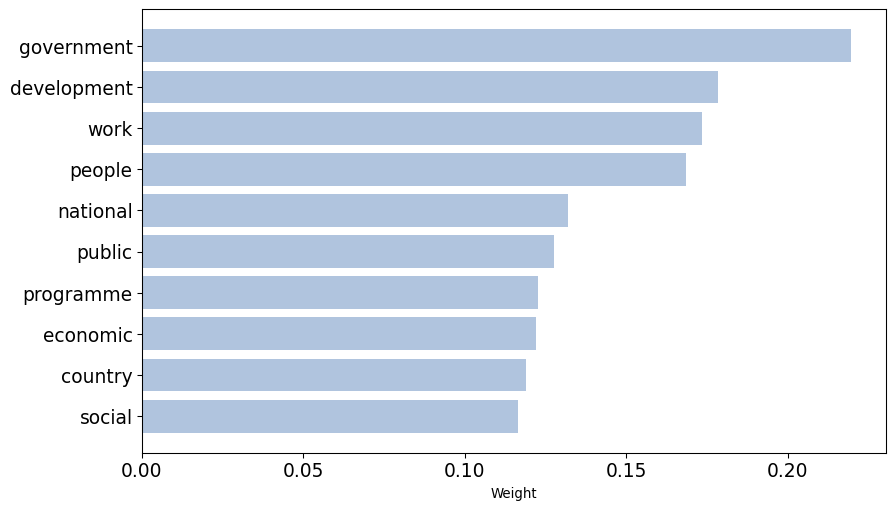 government
development
work
people
national
public
programme
economic
country
social
0.00 0.05 0.10 0.15 0.20
Weight